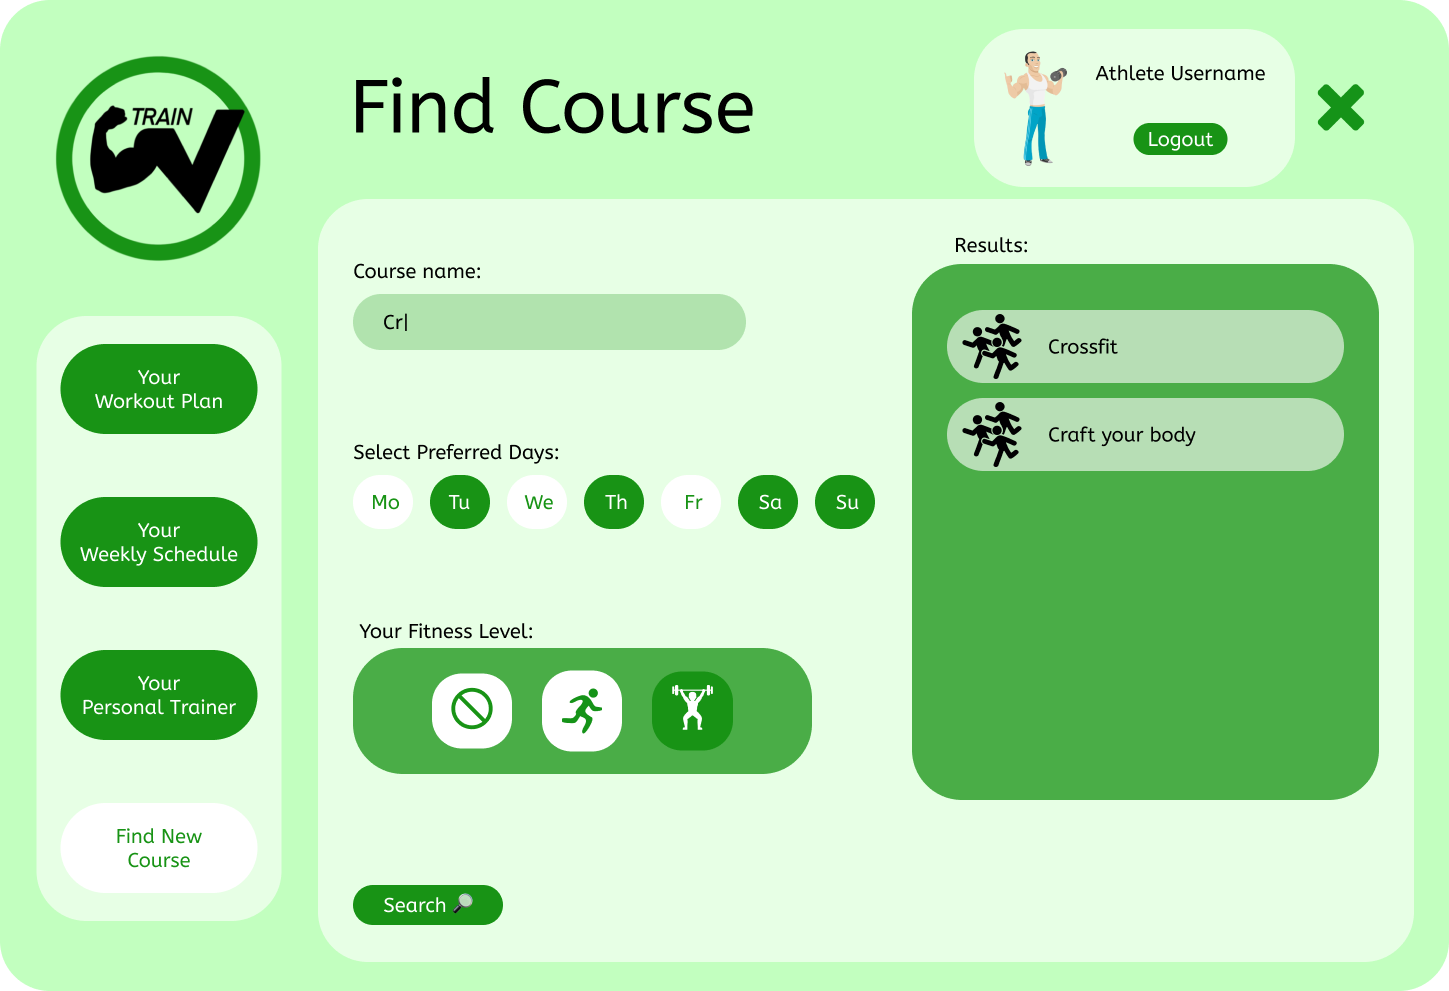 TRAIN
Find Course
Athlete Username
Logout
Your
Workout Plan
Your
Weekly Schedule
Your
Personal Trainer
Find New
Course
Course name:
Cr|
Select Preferred Days:
Mo Tu We Th Fr Sa Su
Your Fitness Level:
Search
Results:
Crossfit
Craft your body